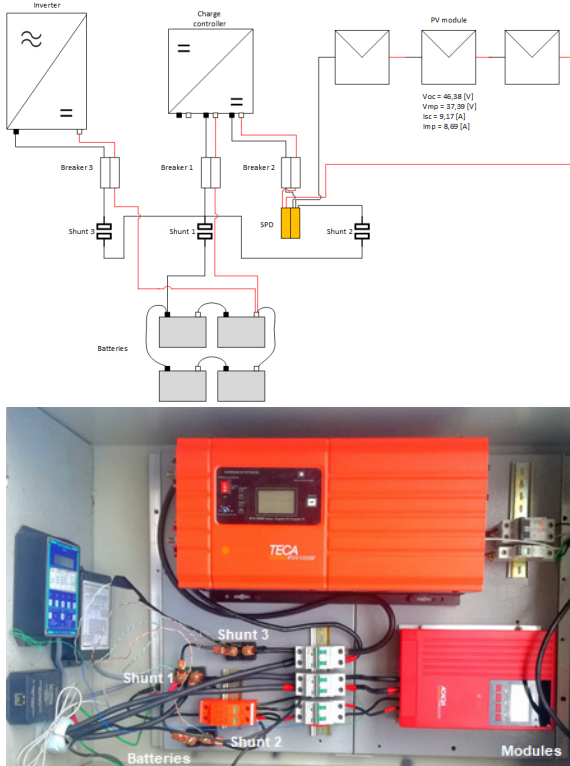 Inverter
Charge
controller
PV module
Voc = 46,38 [V]
Vmp = 37,39 [V]
Isc = 9,17 [A]
Imp = 8,69 [A]
Breaker 3
Breaker 1
Breaker 2
Shunt 3
Shunt 1
SPD
Shunt 2
Batteries
TECA
Shunt 3
Shunt 1
Shunt 2
Batteries
Modules